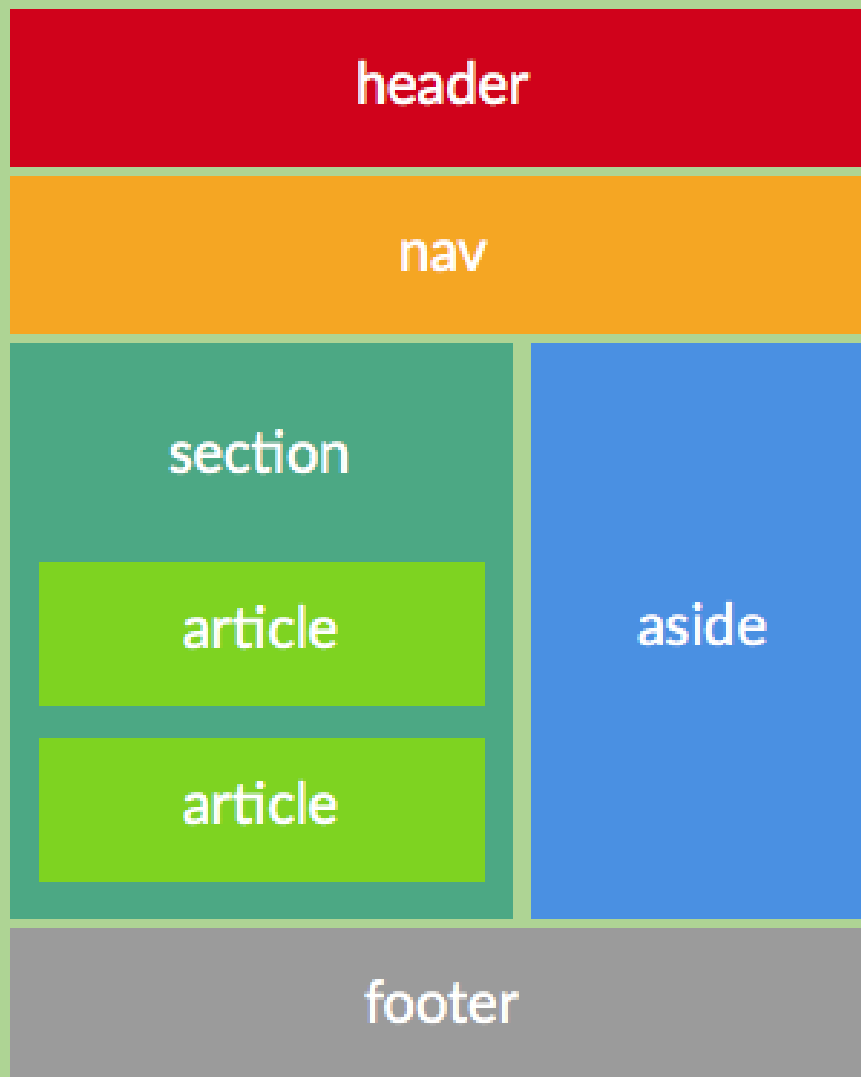 header
nav
section
article
article
aside
footer